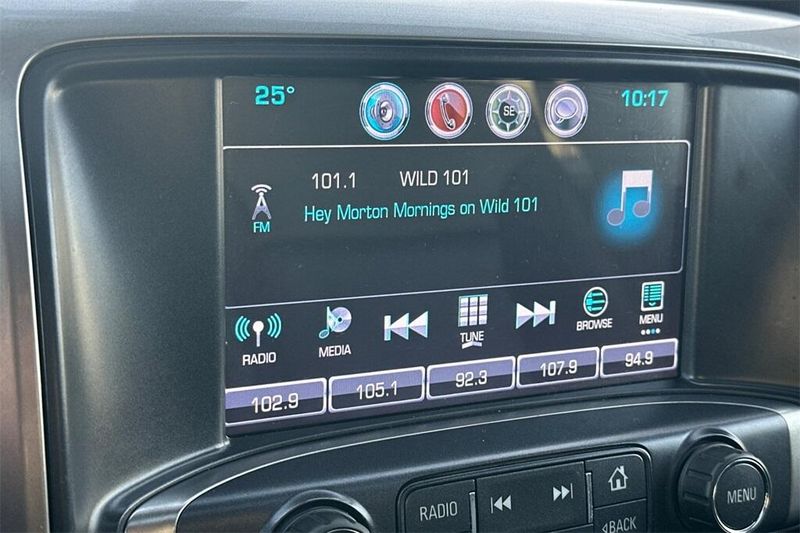 25° SE 10:17
101.1 WILD 101
FM Hey Morton Mornings on Wild 101
RADIO MEDIA TUNE BROWSE MENU
102.9 105.1 92.3 107.9 94.9
RADIO MENU
BACK